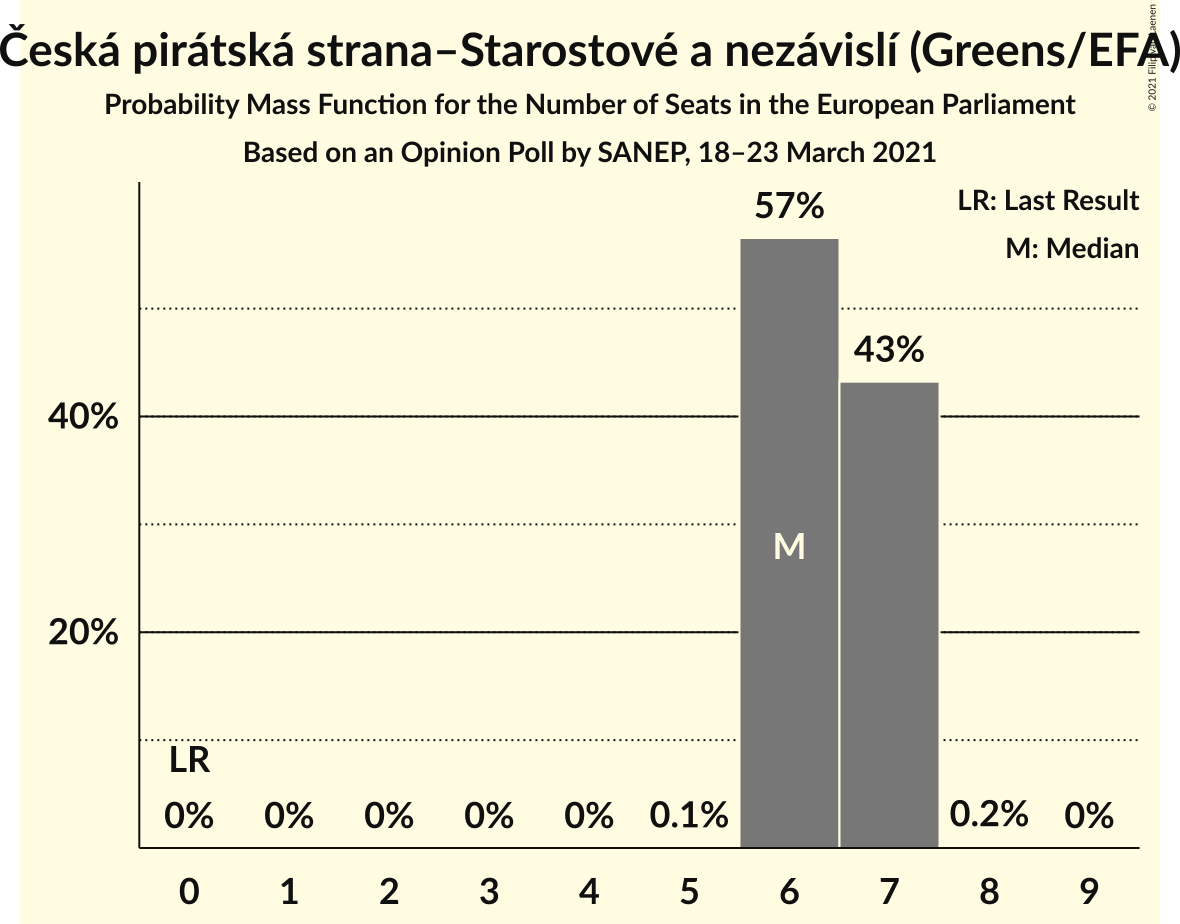 Česká pirátská strana–Starostové a nezávislí (Greens/EFA)
Probability Mass Function for the Number of Seats in the European Parliament
Based on an Opinion Poll by SANEP, 18–23 March 2021
© 2021 Filip
LR: Last Result
M: Median
57%
43%
40%
M
20%
LR
0% 0% 0% 0% 0% 0.1% 0.2% 0%
0 1 2 3 4 5 6 7 8 9